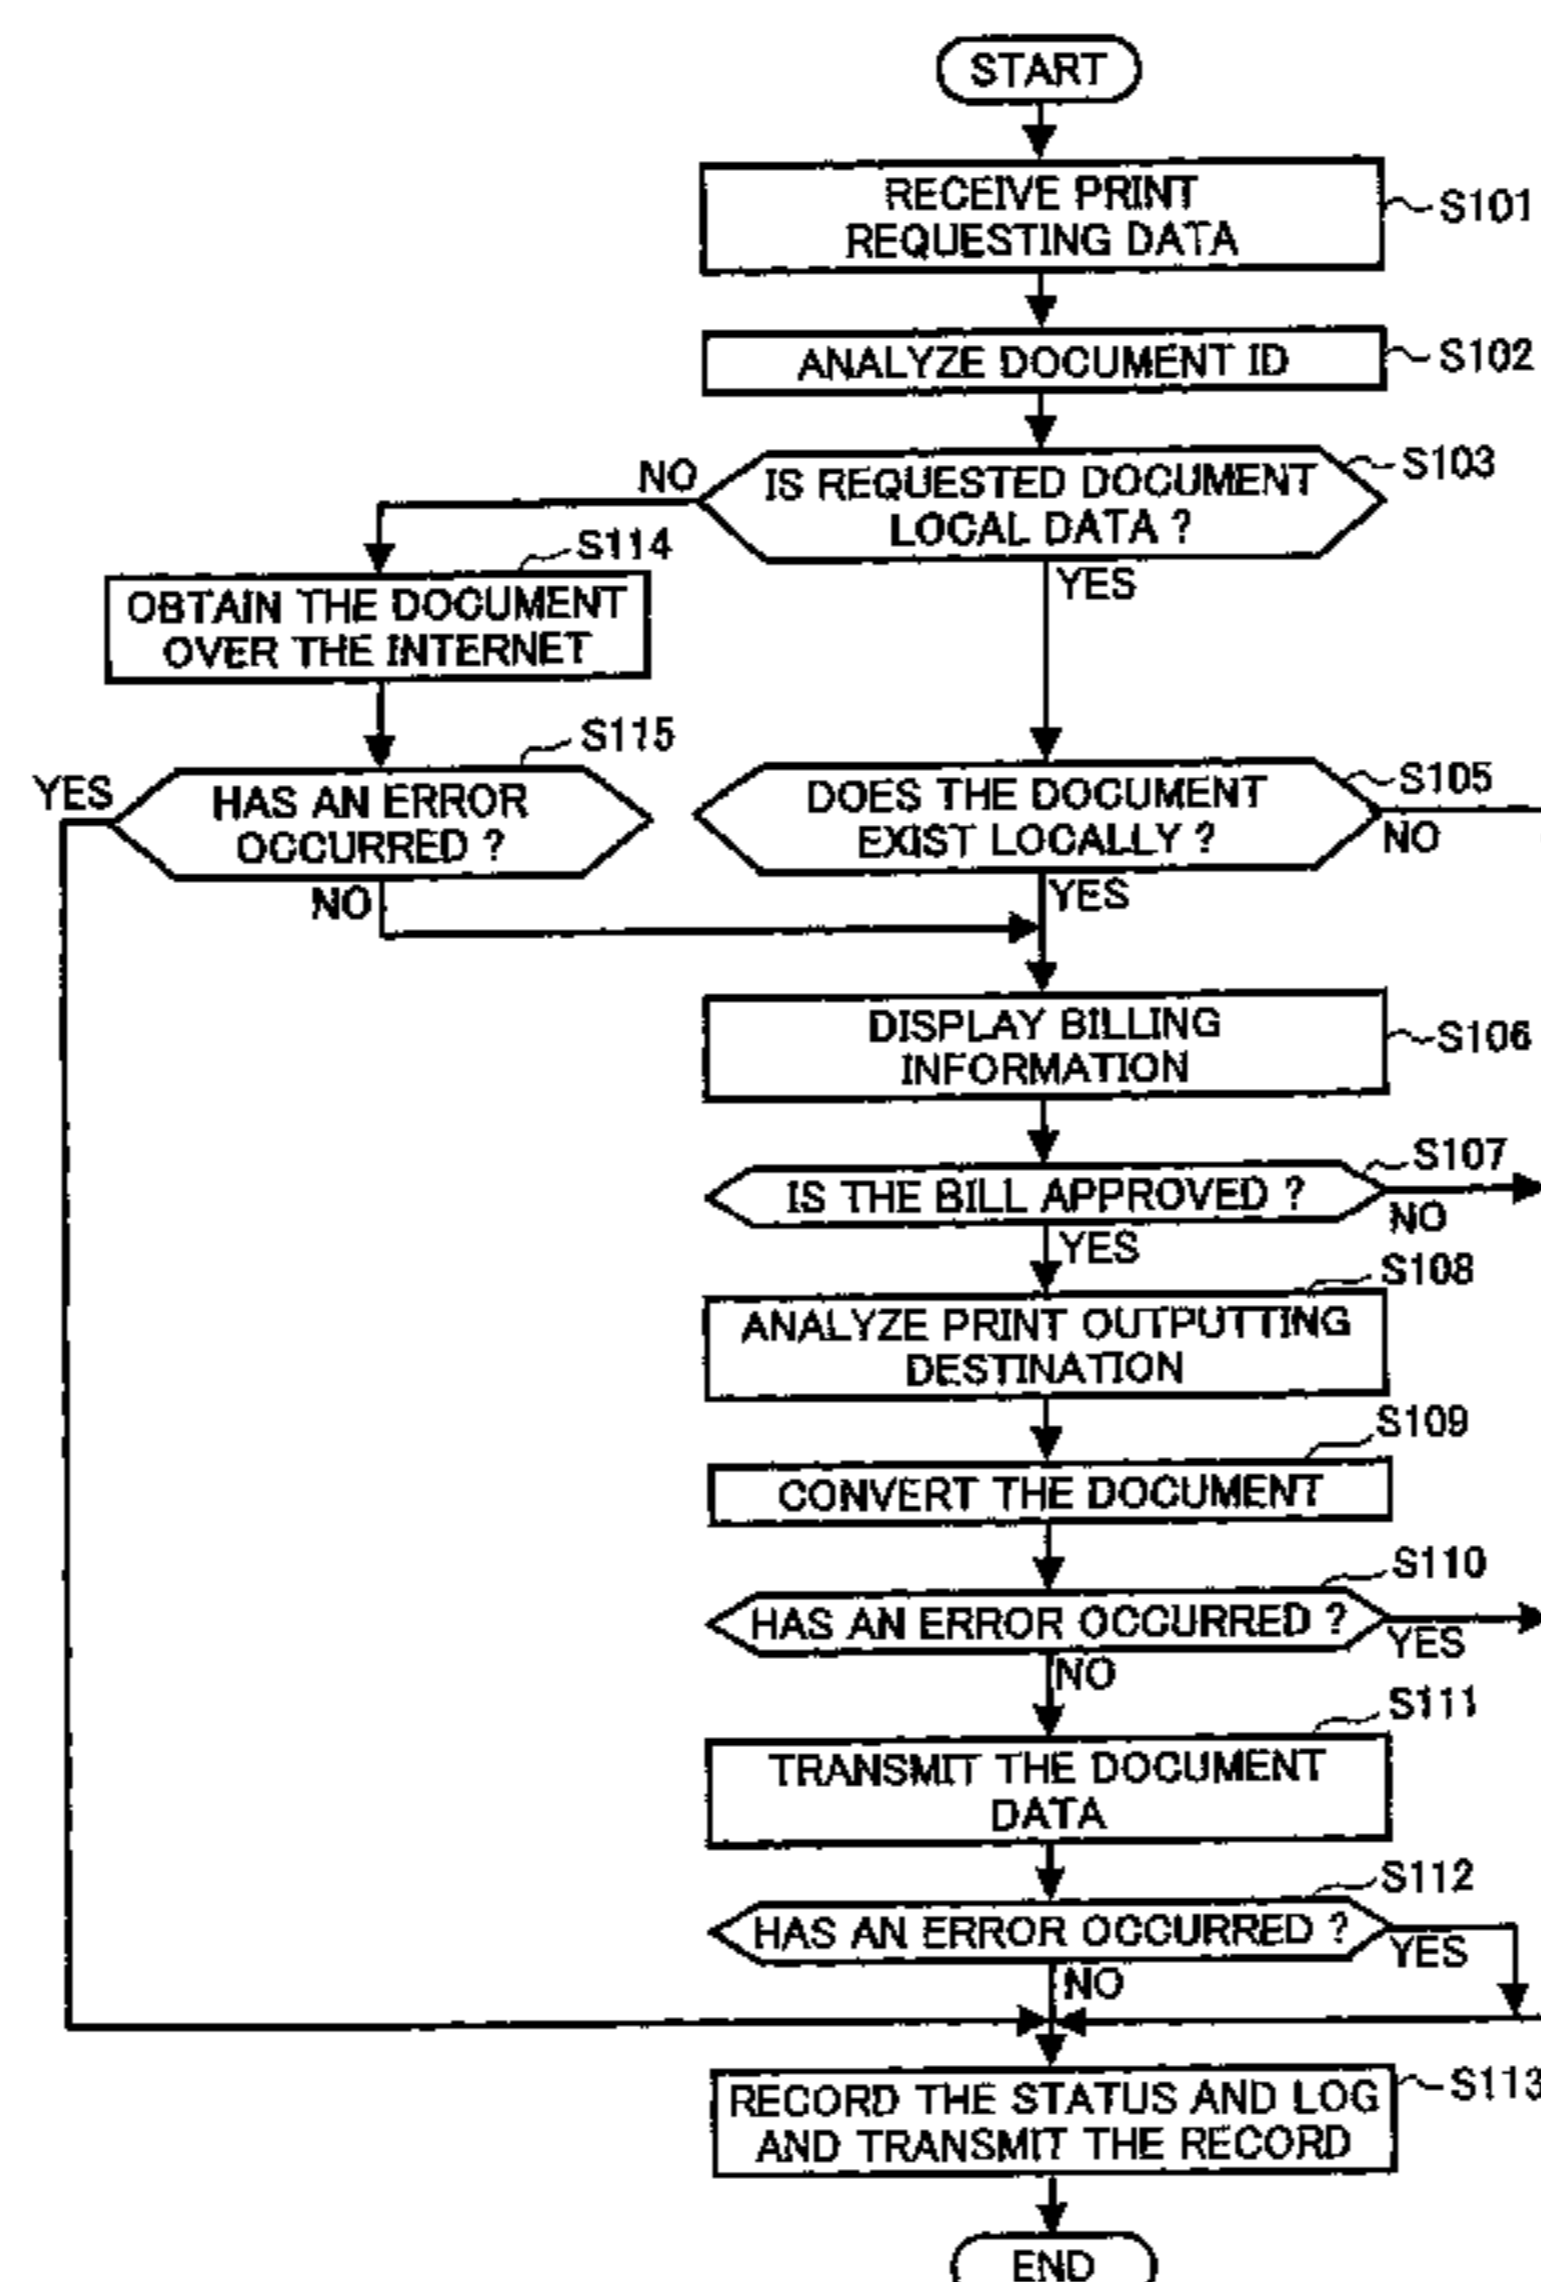 START
RECEIVE PRINT
REQUESTING DATA
S101
ANALYZE DOCUMENT ID
S102
IS REQUESTED DOCUMENT
LOCAL DATA ?
S103
NO
YES
S114
OBTAIN THE DOCUMENT
OVER THE INTERNET
S115
YES
HAS AN ERROR
OCCURRED ?
NO
DOES THE DOCUMENT
EXIST LOCALLY ?
S105
NO
YES
DISPLAY BILLING
INFORMATION
S106
IS THE BILL APPROVED ?
S107
NO
YES
S108
ANALYZE PRINT OUTPUTTING
DESTINATION
S109
CONVERT THE DOCUMENT
S110
HAS AN ERROR OCCURRED ?
YES
NO
S111
TRANSMIT THE DOCUMENT
DATA
S112
HAS AN ERROR OCCURRED ?
YES
NO
RECORD THE STATUS AND LOG
AND TRANSMIT THE RECORD
S113
END